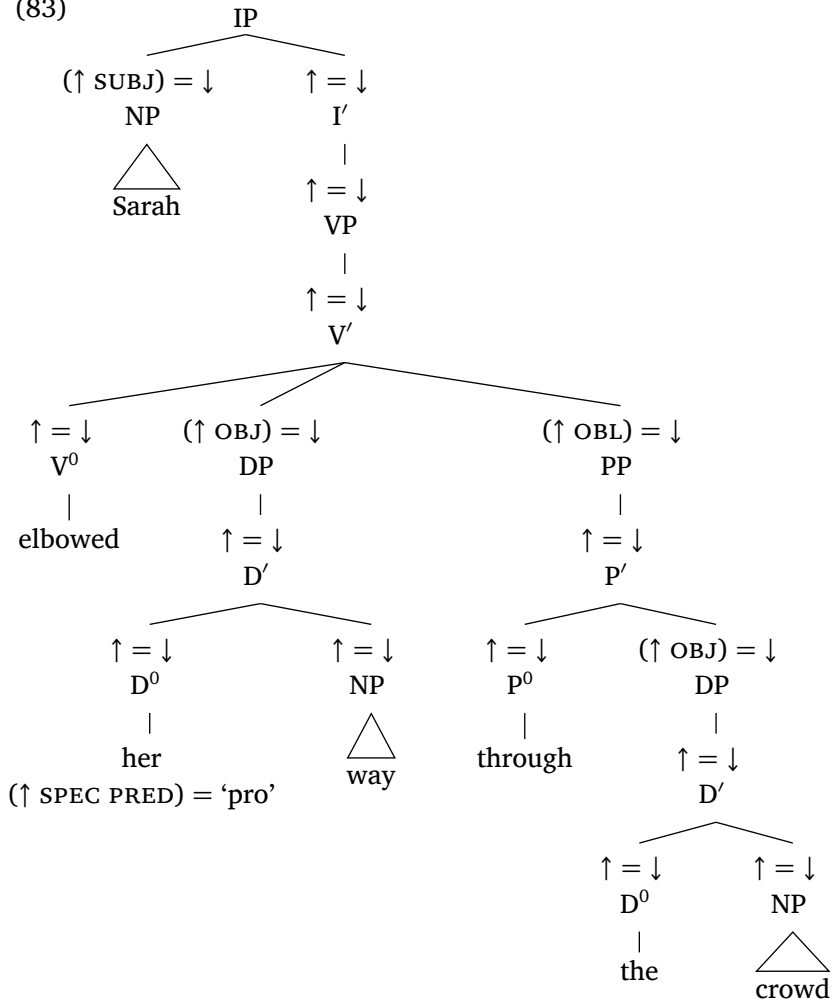 (83)
IP
(↑ SUBJ) = ↓ ↑ = ↓
NP I′
Sarah ↑ = ↓
VP
↑ = ↓
V′
↑ = ↓ (↑ OBJ) = ↓ (↑ OBL) = ↓
V⁰ DP PP
elbowed ↑ = ↓ ↑ = ↓
D′ P′
↑ = ↓ ↑ = ↓ ↑ = ↓ (↑ OBJ) = ↓
D⁰ NP P⁰ DP
her way through ↑ = ↓
(↑ SPEC PRED) = ‘pro’ D′
↑ = ↓ ↑ = ↓
D⁰ NP
the crowd